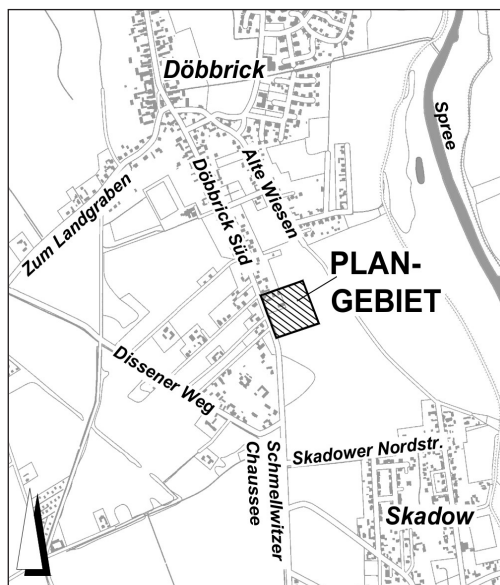 Döbbrick
Spree
Alte Wiesen
Döbbrick Süd
Zum Landgraben
PLAN-
GEBIET
Dissener Weg
Schmellwitzer
Chaussee
Skadower Nordstr.
Skadow